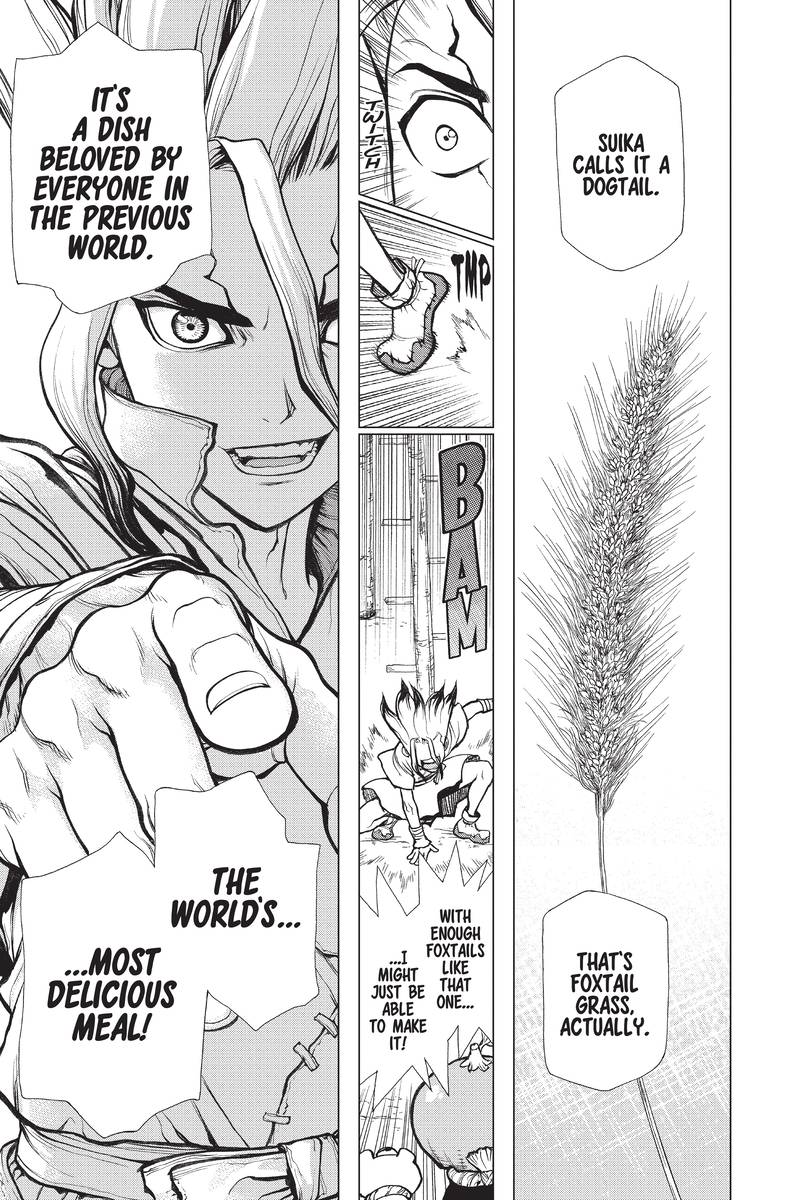 SUIKA
CALLS IT A
DOGTAIL.
THAT'S
FOXTAIL
GRASS,
ACTUALLY.
TWITCH
TMP
BAM
WITH
ENOUGH
FOXTAILS
LIKE
THAT
ONE...
...I
MIGHT
JUST BE
ABLE
TO MAKE
IT!
IT'S
A DISH
BELOVED BY
EVERYONE IN
THE PREVIOUS
WORLD.
THE
WORLD'S...
...MOST
DELICIOUS
MEAL!